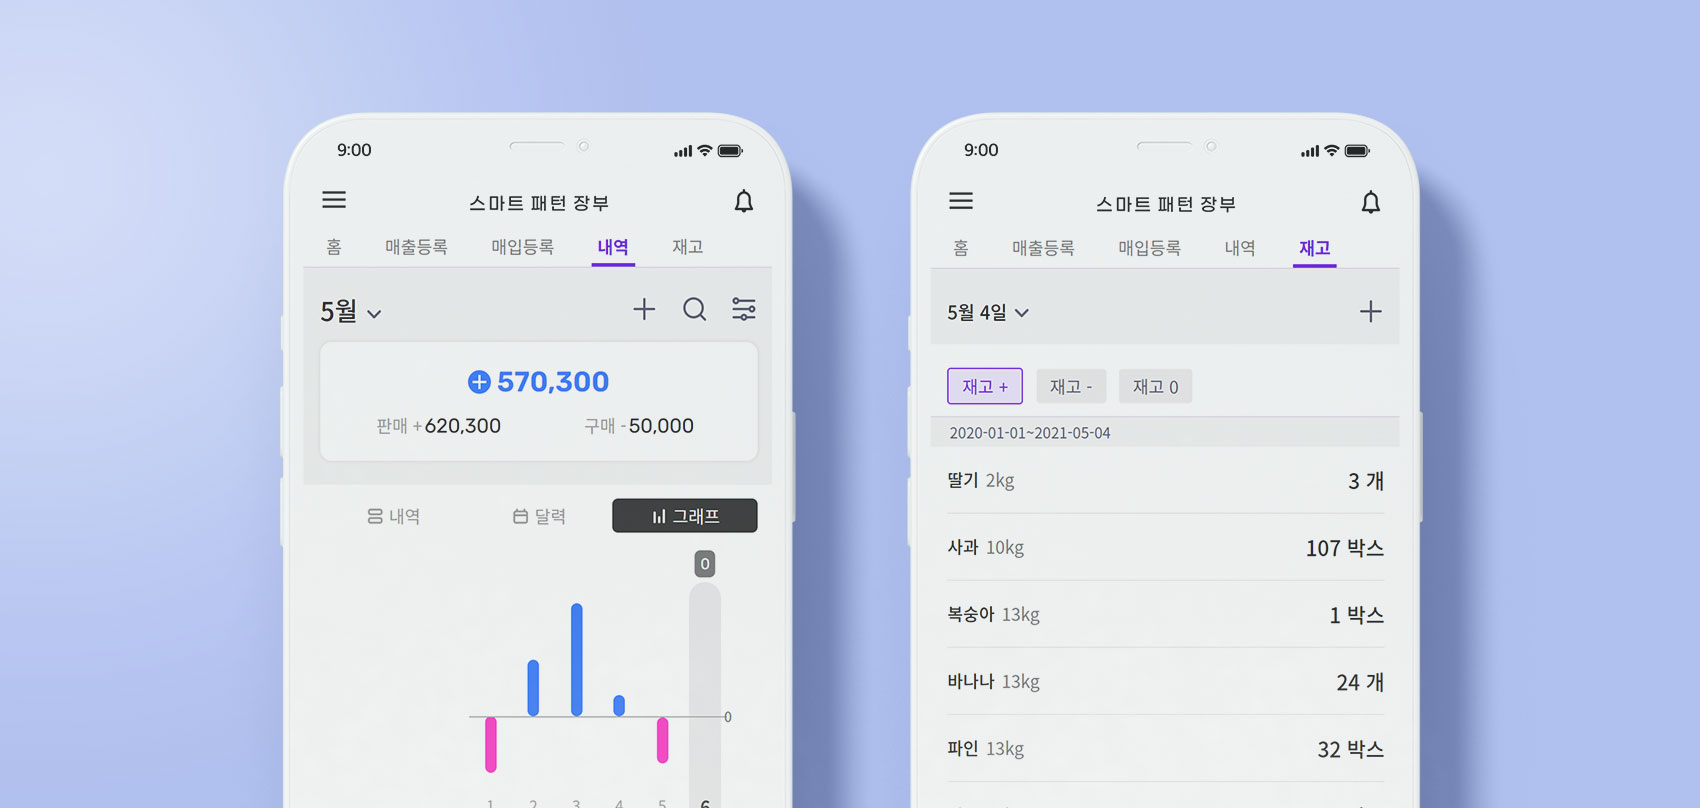 9:00
스마트 패턴 장부
홈 매출등록 매입등록 내역 재고
5월
570,300
판매 +620,300 구매 -50,000
내역 달력 그래프
0
0
1 2 3 4 5 6
9:00
스마트 패턴 장부
홈 매출등록 매입등록 내역 재고
5월 4일
재고 + 재고 - 재고 0
2020-01-01~2021-05-04
딸기 2kg 3 개
사과 10kg 107 박스
복숭아 13kg 1 박스
바나나 13kg 24 개
파인 13kg 32 박스